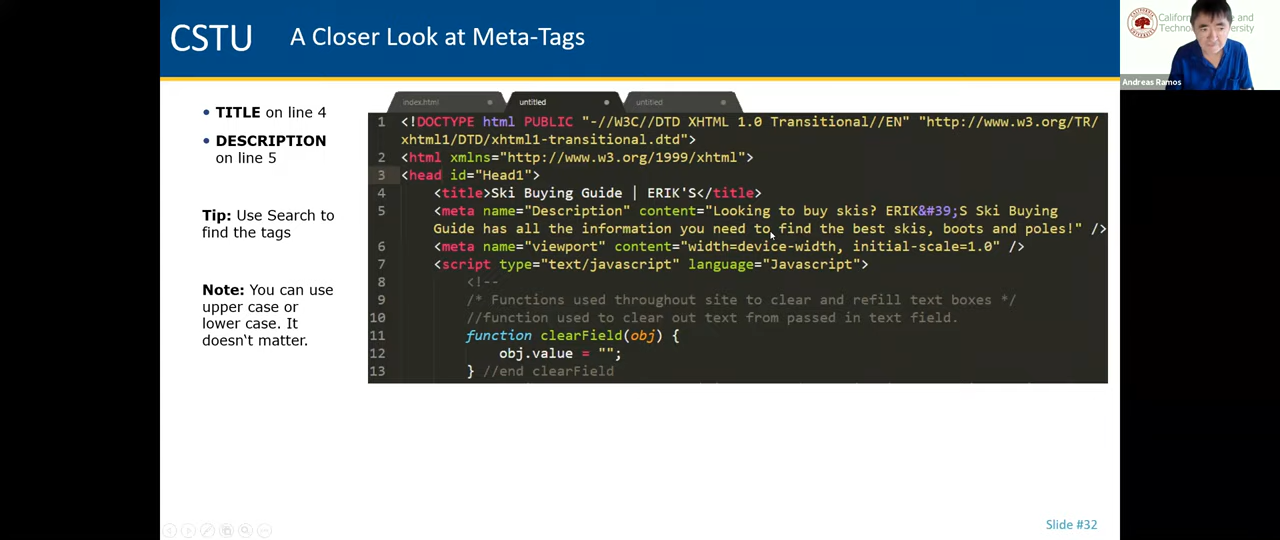 CSTU
A Closer Look at Meta-Tags
Andreas Ramos
• TITLE on line 4
• DESCRIPTION
on line 5
Tip: Use Search to
find the tags
Note: You can use
upper case or
lower case. It
doesn't matter.
index.html
untitled
untitled
1 <!DOCTYPE html PUBLIC "-//W3C//DTD XHTML 1.0 Transitional//EN" "http://www.w3.org/TR/
xhtml1/DTD/xhtml1-transitional.dtd">
2 <html xmlns="http://www.w3.org/1999/xhtml">
3 <head id="Head1">
4 <title>Ski Buying Guide | ERIK'S</title>
5 <meta name="Description" content="Looking to buy skis? ERIK&#39;S Ski Buying
Guide has all the information you need to find the best skis, boots and poles!" />
6 <meta name="viewport" content="width=device-width, initial-scale=1.0" />
7 <script type="text/javascript" language="Javascript">
8 <!--
9 /* Functions used throughout site to clear and refill text boxes */
10 //function used to clear out text from passed in text field.
11 function clearField(obj) {
12 obj.value = "";
13 } //end clearField
Slide #32